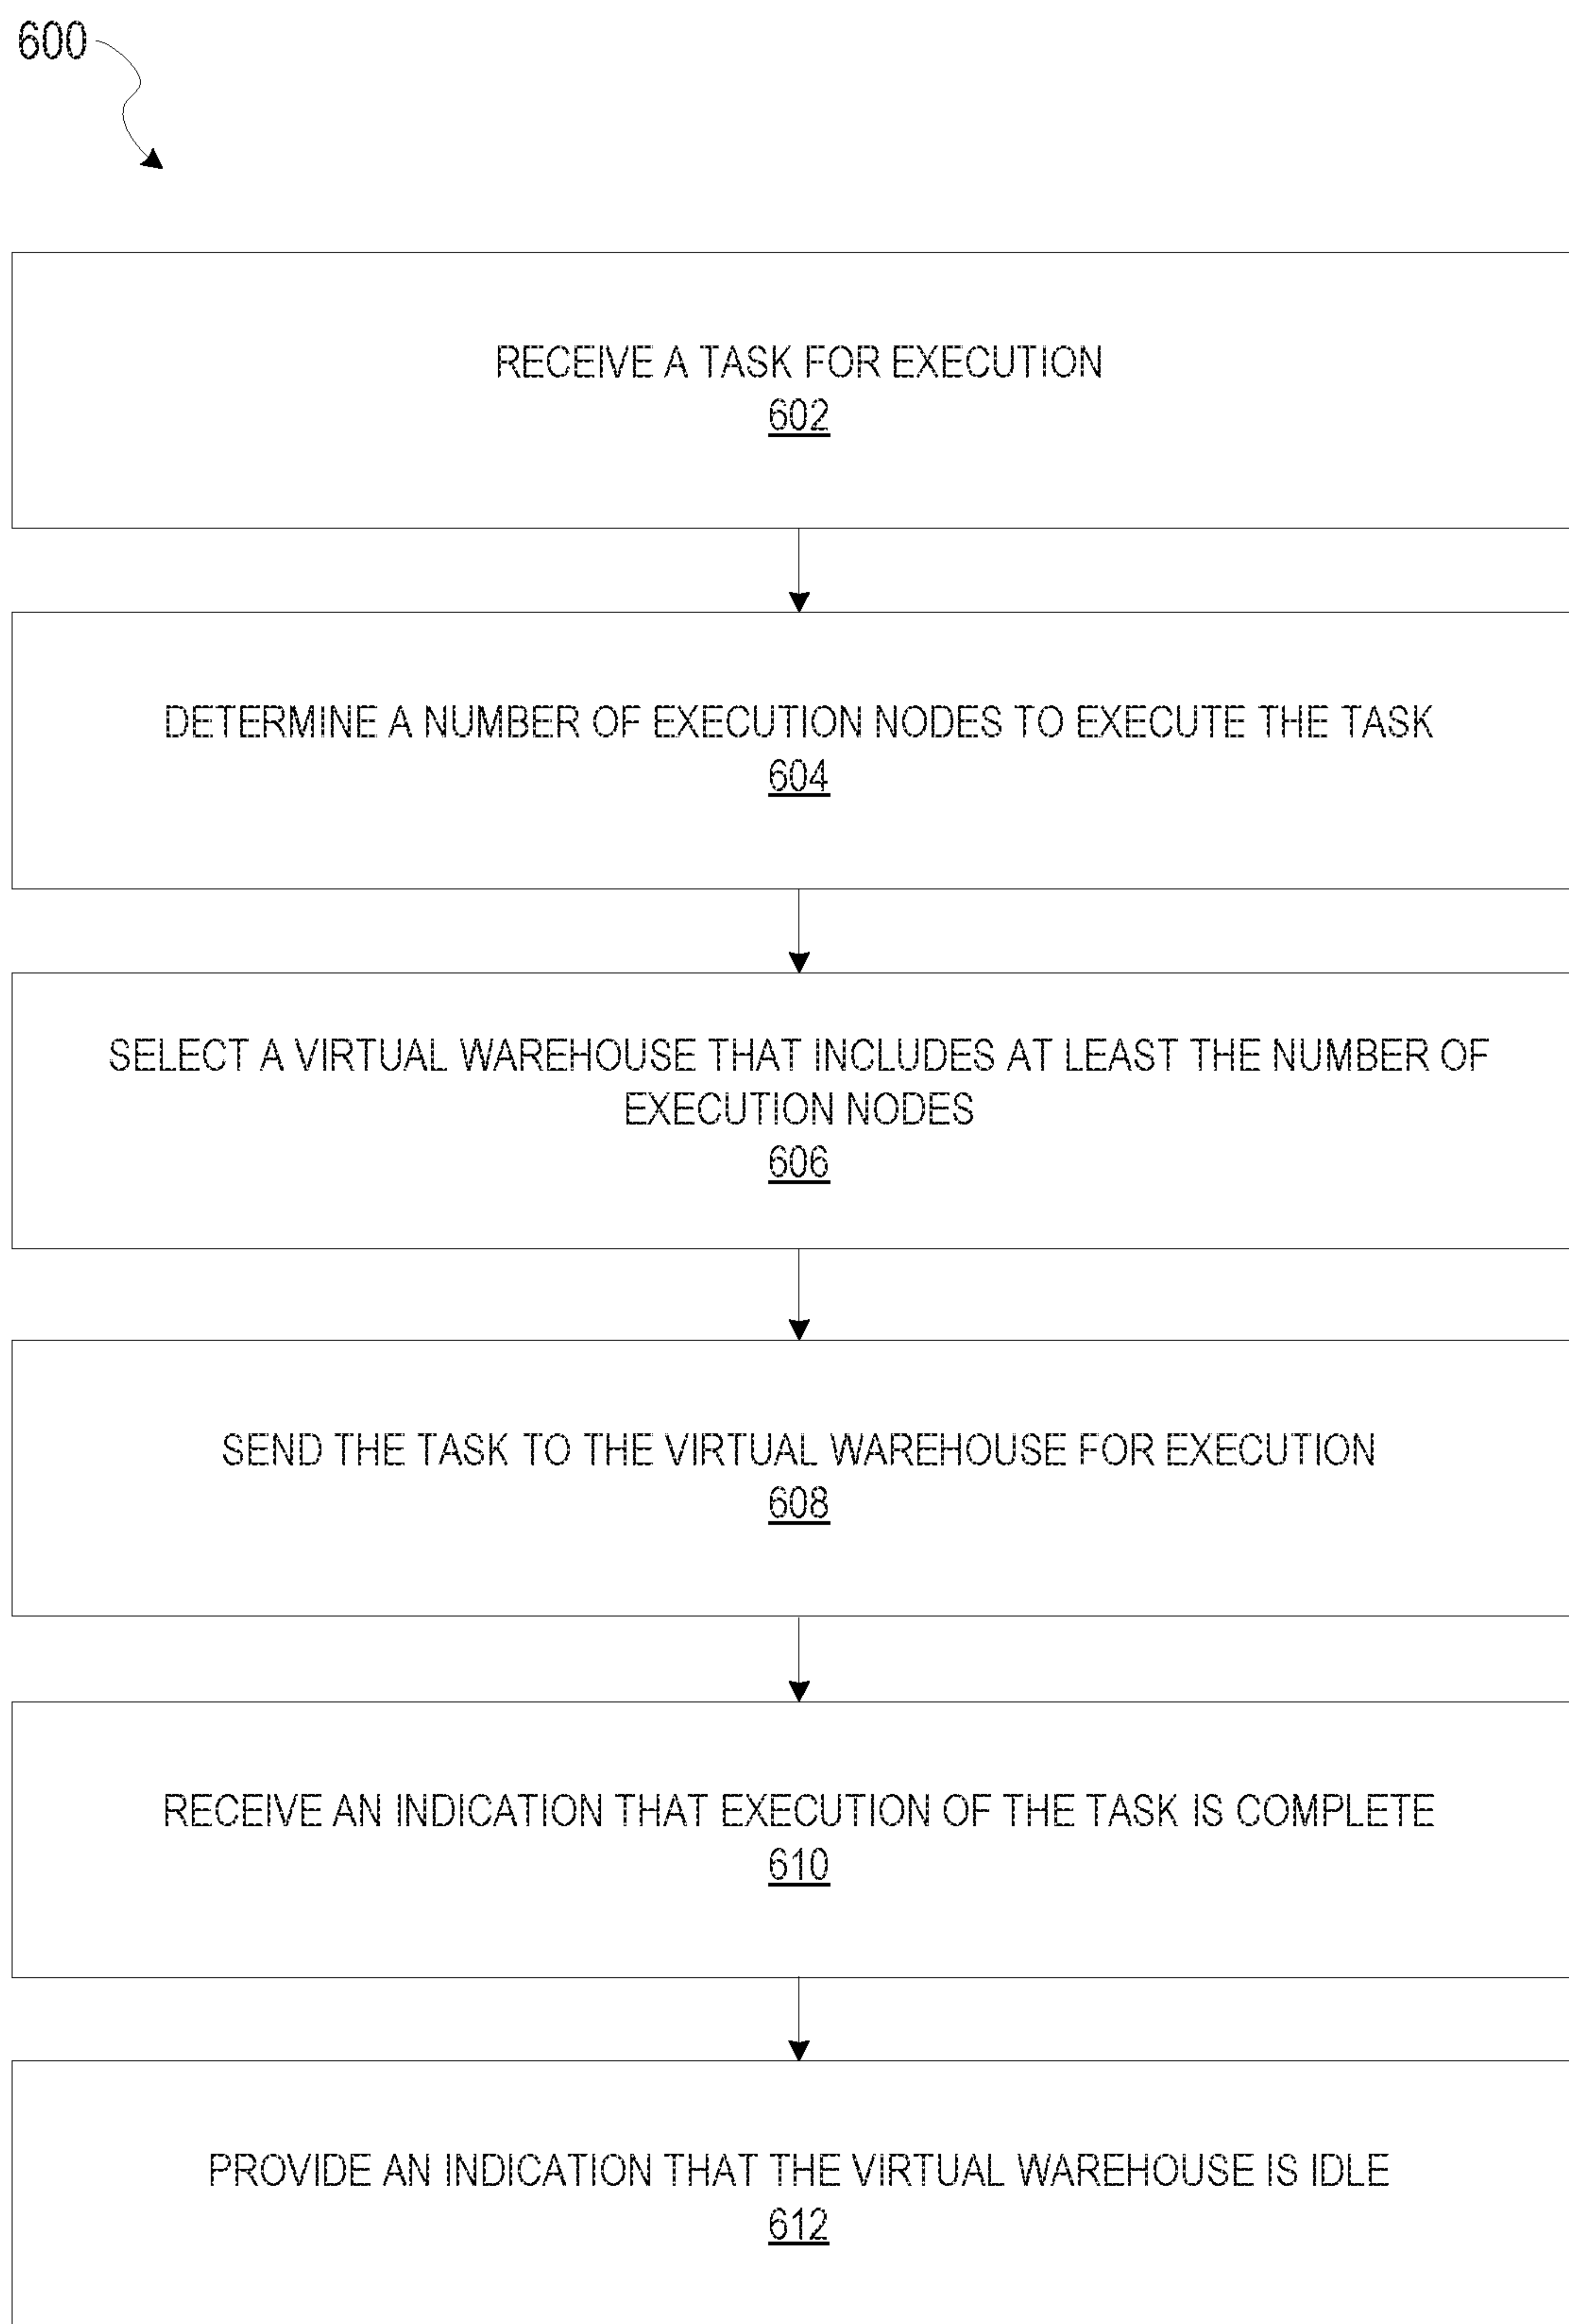 600
RECEIVE A TASK FOR EXECUTION
602
DETERMINE A NUMBER OF EXECUTION NODES TO EXECUTE THE TASK
604
SELECT A VIRTUAL WAREHOUSE THAT INCLUDES AT LEAST THE NUMBER OF
EXECUTION NODES
606
SEND THE TASK TO THE VIRTUAL WAREHOUSE FOR EXECUTION
608
RECEIVE AN INDICATION THAT EXECUTION OF THE TASK IS COMPLETE
610
PROVIDE AN INDICATION THAT THE VIRTUAL WAREHOUSE IS IDLE
612